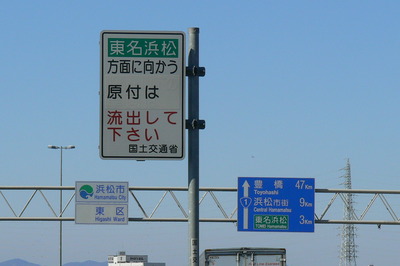 東名浜松
方面に向かう
原付は
流出して
下さい
国土交通省
浜松市
Hamamatsu City
東区
Higashi Ward
1
豊橋 47Km
Toyohashi
浜松市街 9Km
Central Hamamatsu
東名浜松 3Km
TOMEI Hamamatsu